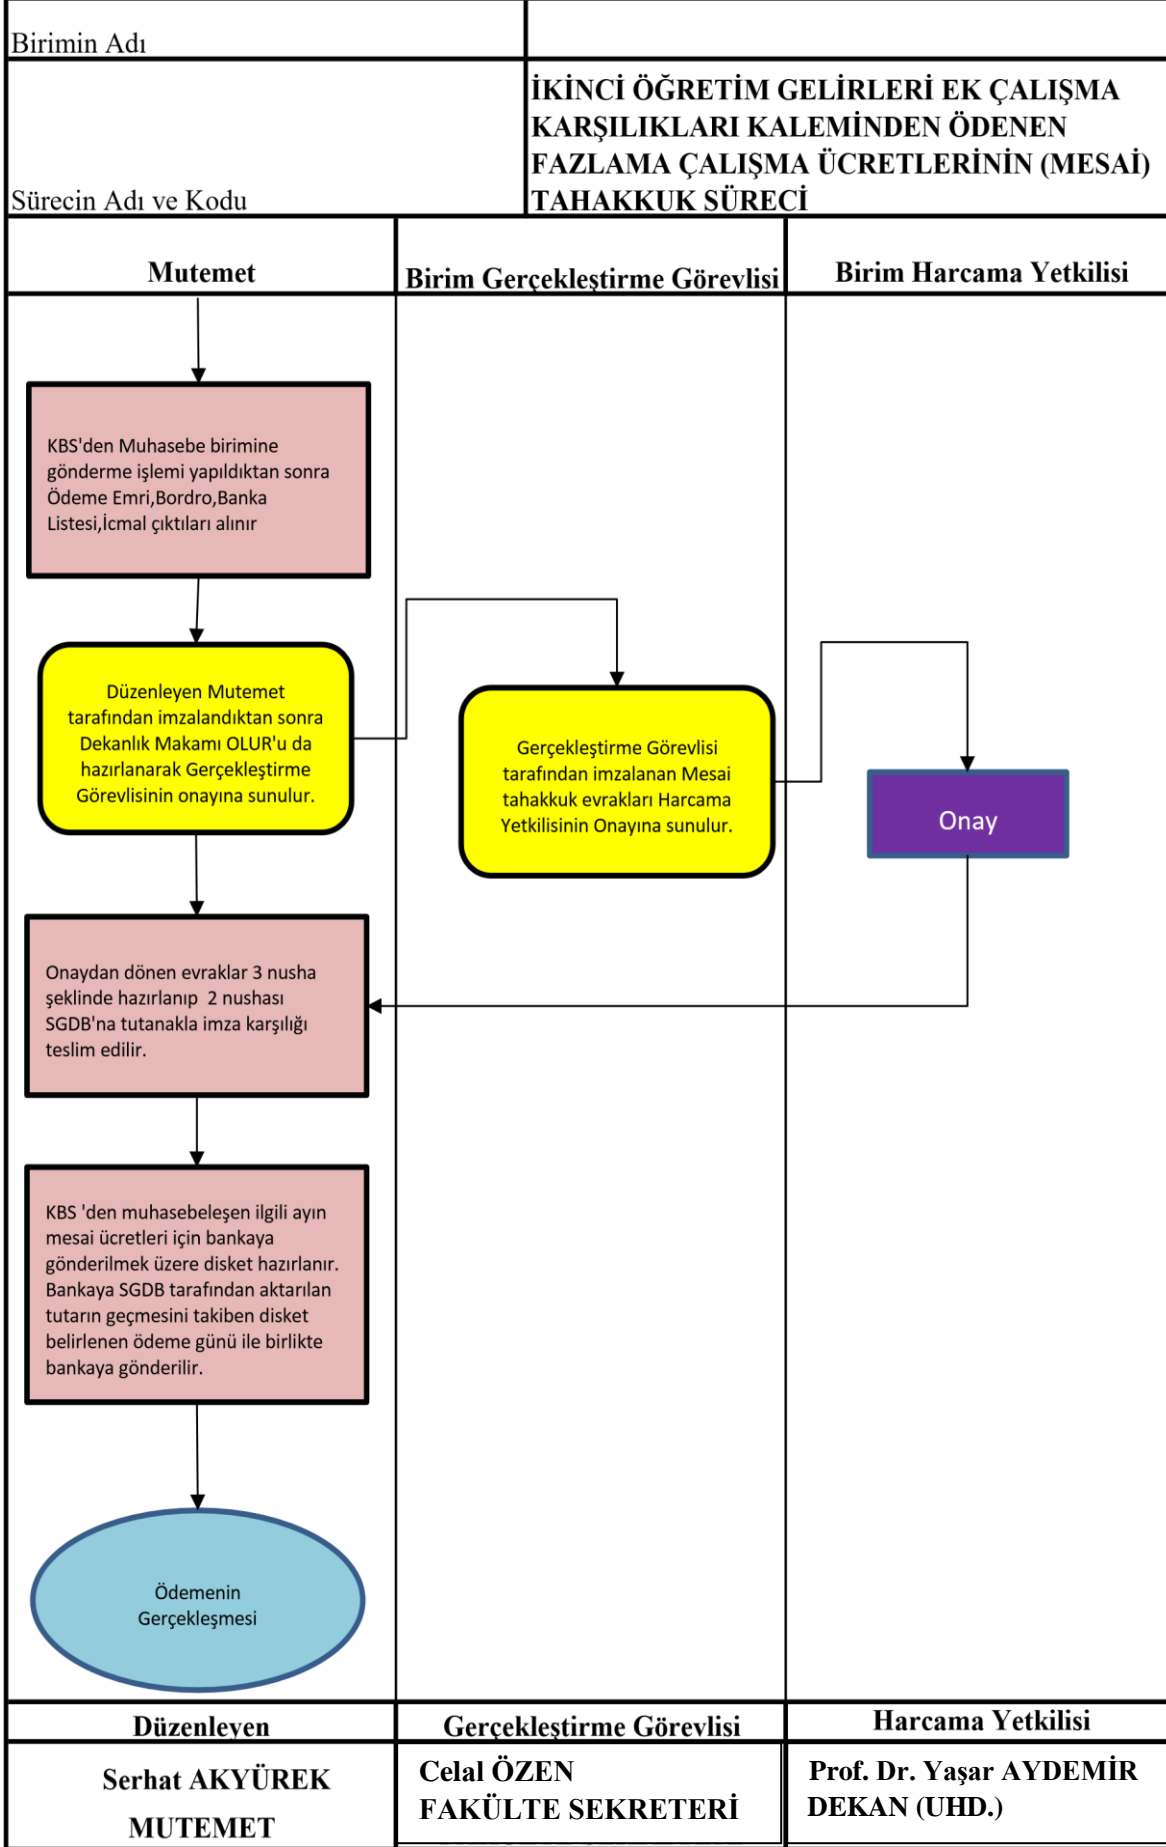 Birimin Adı
İKİNCİ ÖĞRETİM GELİRLERİ EK ÇALIŞMA
KARŞILIKLARI KALEMİNDEN ÖDENEN
FAZLAMA ÇALIŞMA ÜCRETLERİNİN (MESAİ)
Sürecin Adı ve Kodu
TAHAKKUK SÜRECİ
Mutemet
Birim Gerçekleştirme Görevlisi
Birim Harcama Yetkilisi
KBS'den Muhasebe birimine
gönderme işlemi yapıldıktan sonra
Ödeme Emri,Bordro,Banka
Listesi,İcmal çıktıları alınır
Düzenleyen Mutemet
tarafından imzalandıktan sonra
Dekanlık Makamı OLUR'u da
hazırlanarak Gerçekleştirme
Görevlisinin onayına sunulur.
Gerçekleştirme Görevlisi
tarafından imzalanan Mesai
tahakkuk evrakları Harcama
Yetkilisinin Onayına sunulur.
Onay
Onaydan dönen evraklar 3 nusha
şeklinde hazırlanıp  2 nushası
SGDB'na tutanakla imza karşılığı
teslim edilir.
KBS 'den muhasebeleşen ilgili ayın
mesai ücretleri için bankaya
gönderilmek üzere disket hazırlanır.
Bankaya SGDB tarafından aktarılan
tutarın geçmesini takiben disket
belirlenen ödeme günü ile birlikte
bankaya gönderilir.
Ödemenin
Gerçekleşmesi
Düzenleyen
Gerçekleştirme Görevlisi
Harcama Yetkilisi
Serhat AKYÜREK
MUTEMET
Celal ÖZEN
FAKÜLTE SEKRETERİ
Prof. Dr. Yaşar AYDEMİR
DEKAN (UHD.)